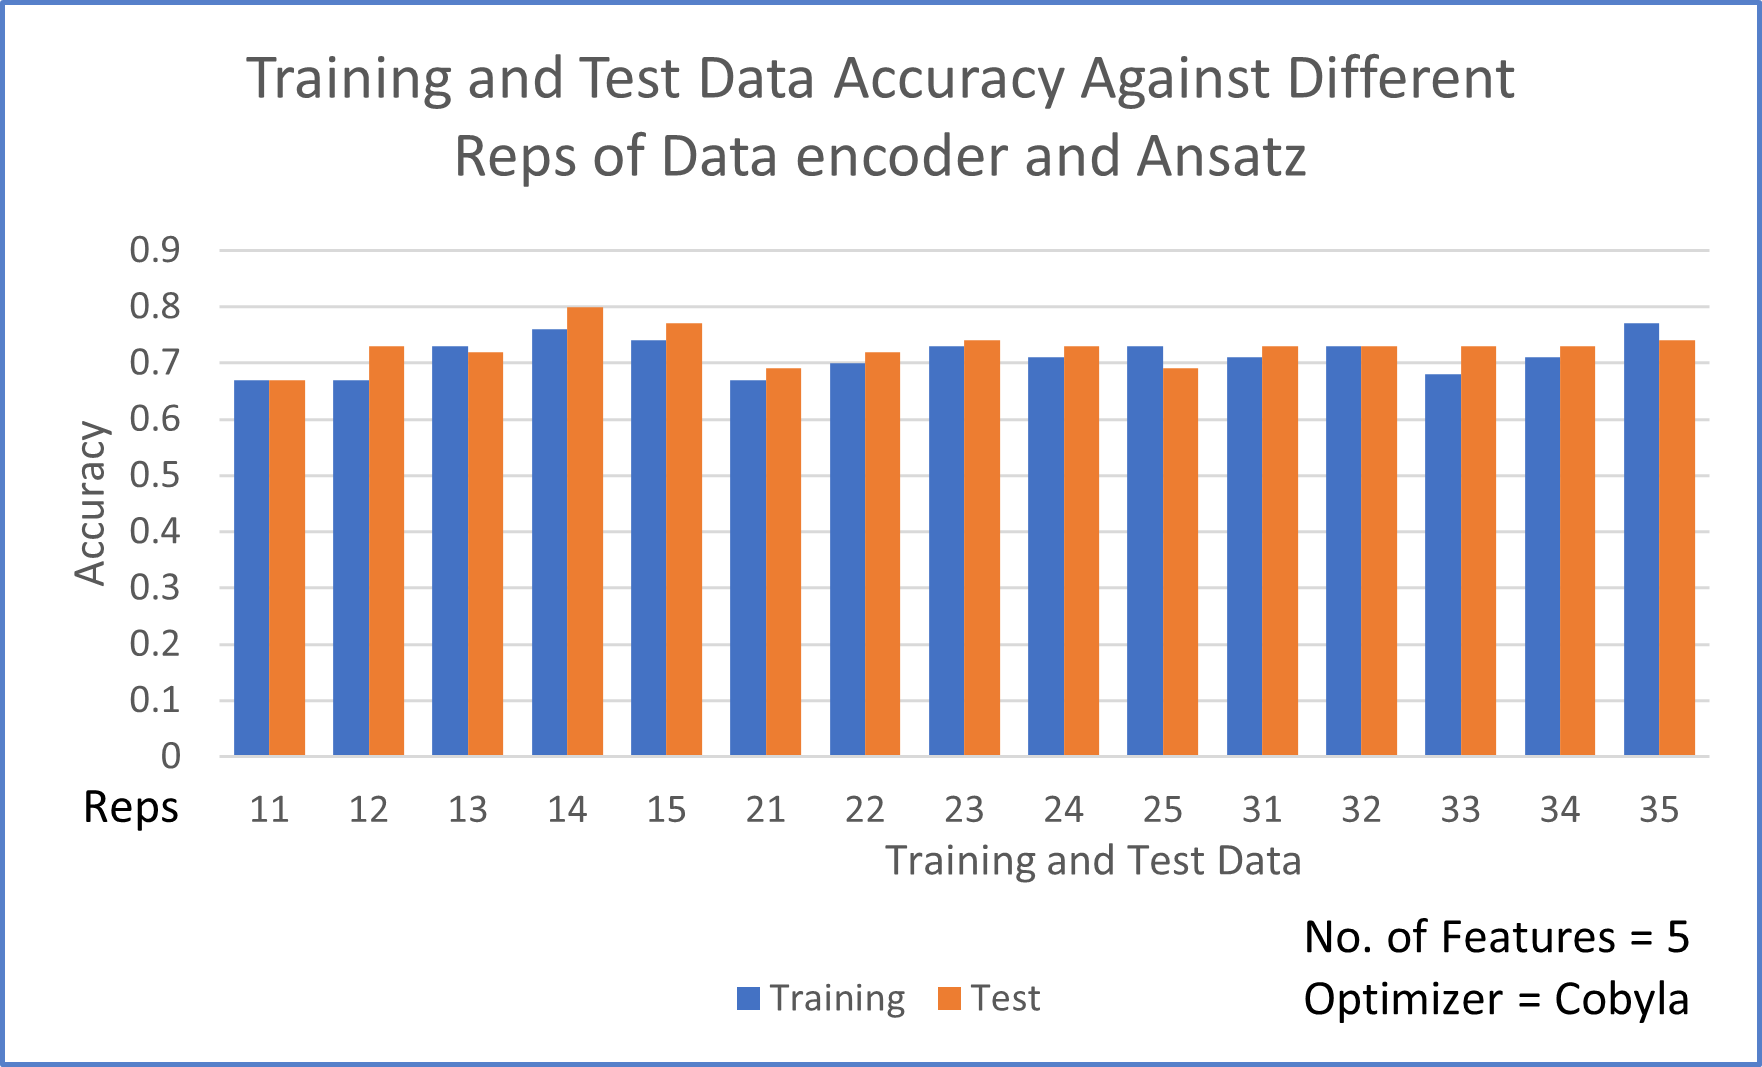 Training and Test Data Accuracy Against Different
Reps of Data encoder and Ansatz
0.9
0.8
0.7
0.6
0.5
0.4
0.3
0.2
0.1
0
Accuracy
Reps 11 12 13 14 15 21 22 23 24 25 31 32 33 34 35
Training and Test Data
No. of Features = 5
Training Test
Optimizer = Cobyla